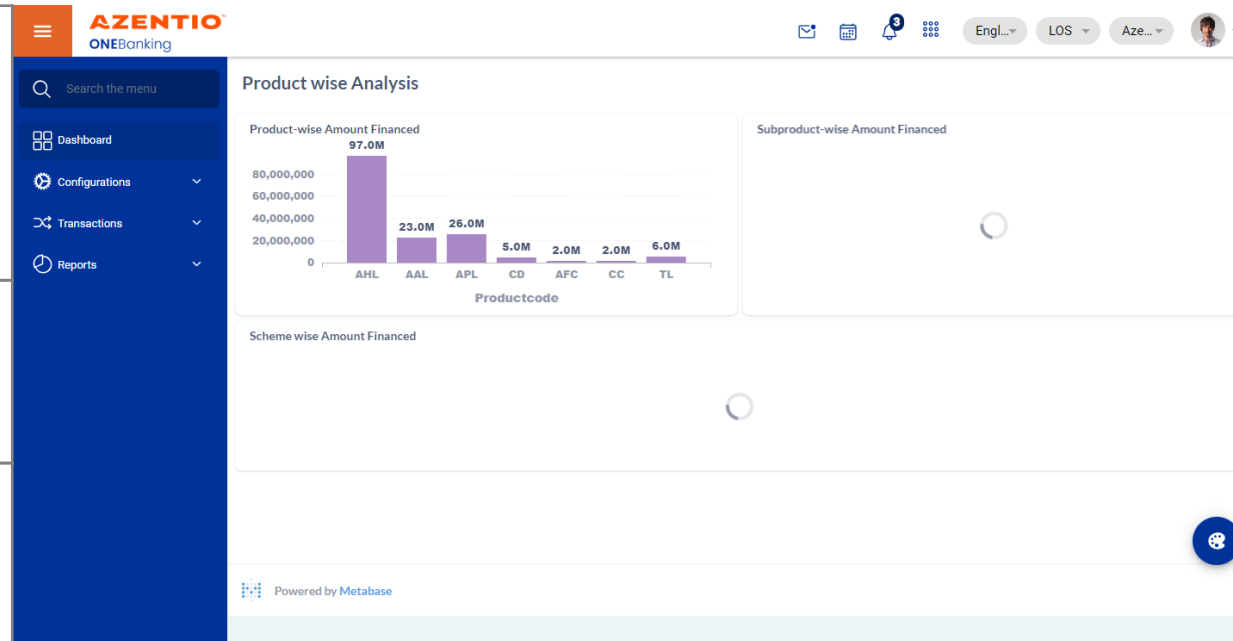 AZENTIO
ONEBanking
3
Engl...
LOS
Aze...
Search the menu
Dashboard
Configurations
Transactions
Reports
Product wise Analysis
Product-wise Amount Financed
97.0M
80,000,000
60,000,000
40,000,000
20,000,000
0
23.0M
26.0M
5.0M
2.0M
2.0M
6.0M
AHL AAL APL CD AFC CC TL
Productcode
Subproduct-wise Amount Financed
Scheme wise Amount Financed
Powered by Metabase